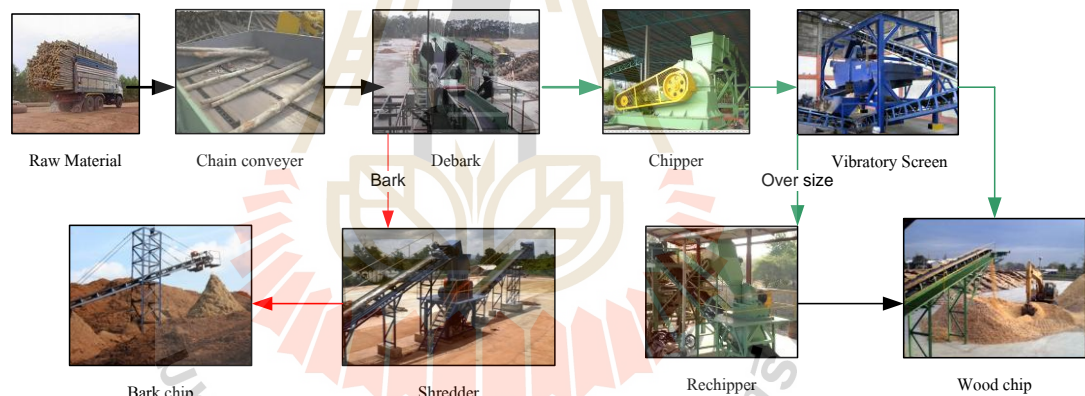 Raw Material
Chain conveyer
Debark
Chipper
Vibratory Screen
Bark
Over size
Bark chip
Shredder
Rechipper
Wood chip